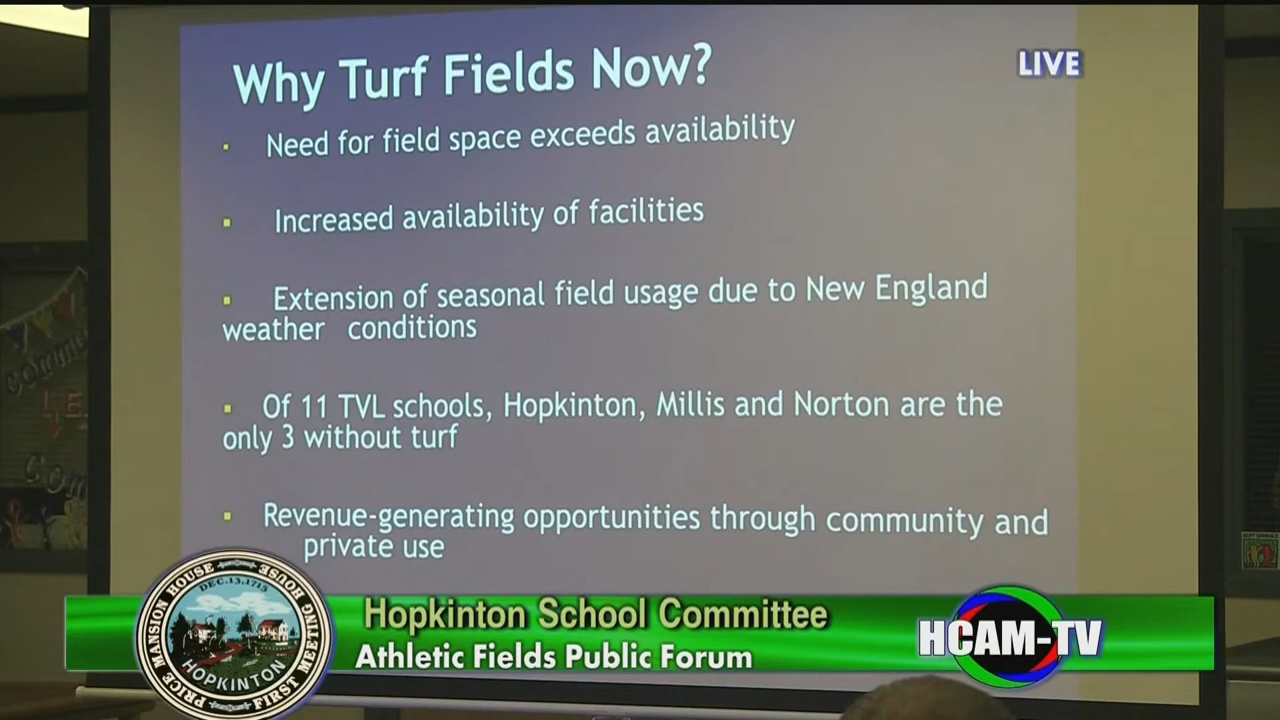 Why Turf Fields Now?
LIVE
▪ Need for field space exceeds availability
▪ Increased availability of facilities
▪ Extension of seasonal field usage due to New England
weather conditions
▪ Of 11 TVL schools, Hopkinton, Millis and Norton are the
only 3 without turf
▪ Revenue-generating opportunities through community and
private use
Hopkinton School Committee
Athletic Fields Public Forum
HCAM-TV
PRICE MANSION HOUSE
FIRST MEETING HOUSE
DEC.13.1715
HOPKINTON